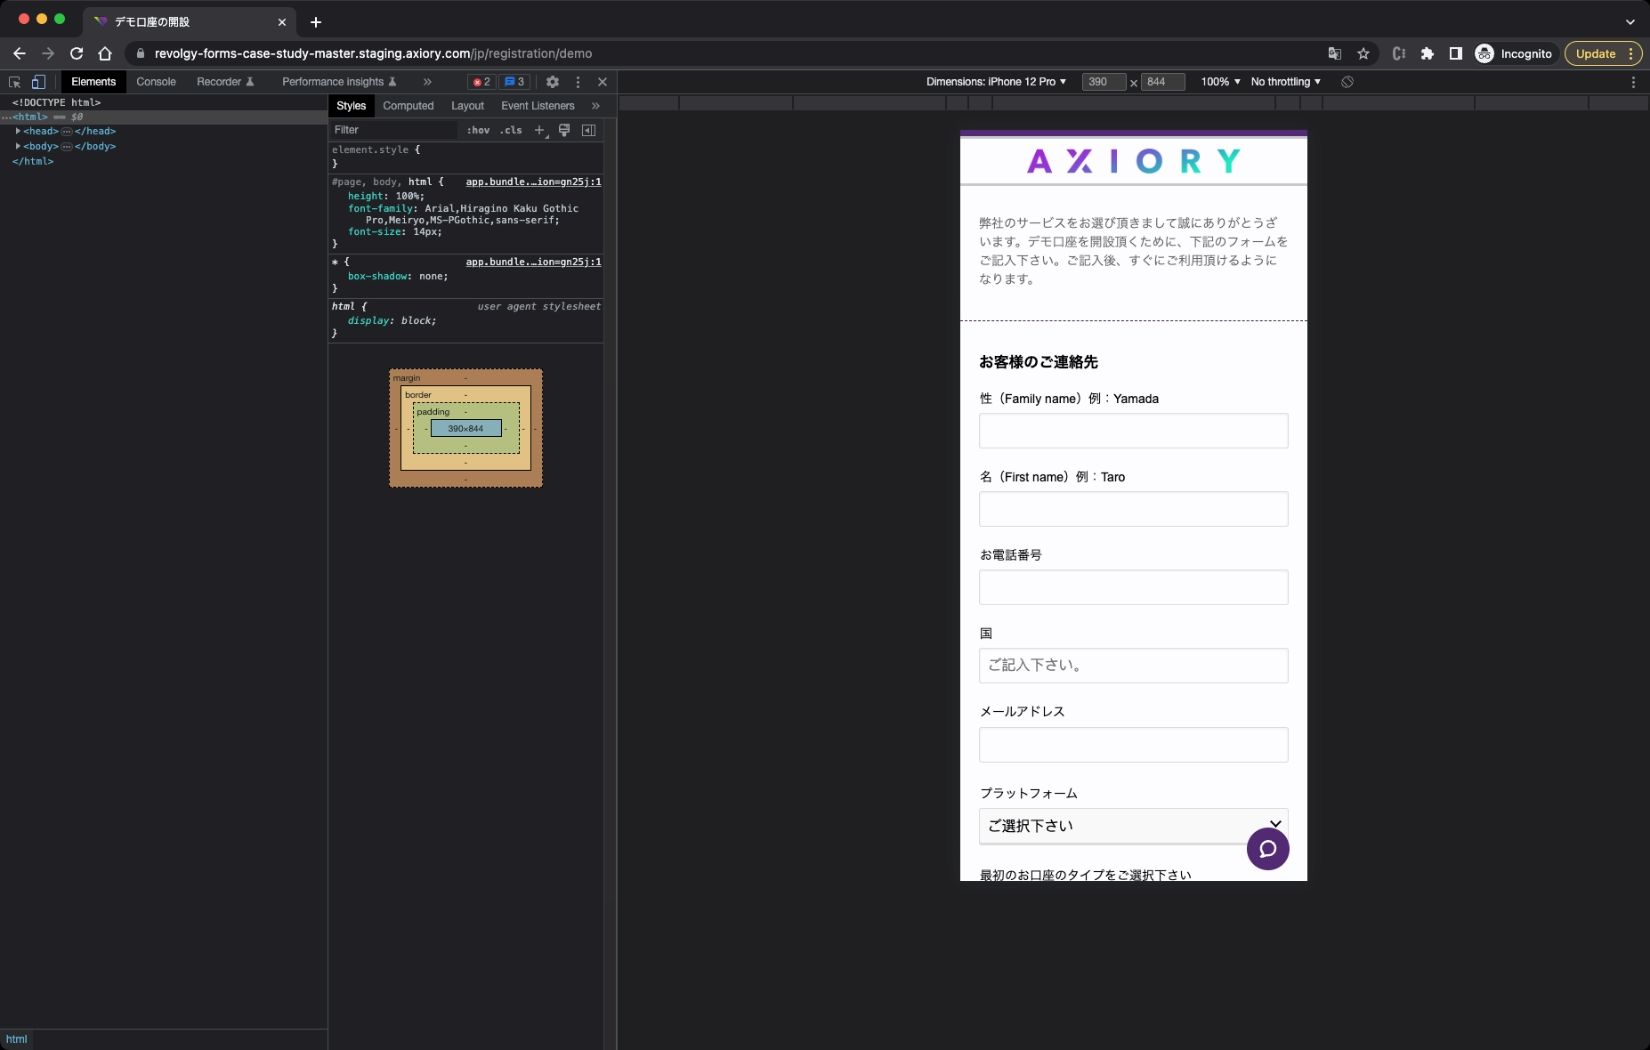 デモ口座の開設
revolgy-forms-case-study-master.staging.axiory.com/jp/registration/demo
Incognito
Update
Elements
Console
Recorder
Performance insights
2
3
Dimensions: iPhone 12 Pro
390
×
844
100%
No throttling
<!DOCTYPE html>
...<html> == $0
<head>…</head>
<body>…</body>
</html>
html
Styles
Computed
Layout
Event Listeners
Filter
:hov
.cls
element.style {
}
#page, body, html {
app.bundle.…ion=gn25j:1
height: 100%;
font-family: Arial,Hiragino Kaku Gothic
Pro,Meiryo,MS-PGothic,sans-serif;
font-size: 14px;
}
* {
app.bundle.…ion=gn25j:1
box-shadow: none;
}
html {
user agent stylesheet
display: block;
}
margin -
border -
padding -
- - - 390×844 - - -
-
-
-
AXIORY
弊社のサービスをお選び頂きまして誠にありがとうござ
います。デモ口座を開設頂くために、下記のフォームを
ご記入下さい。ご記入後、すぐにご利用頂けるように
なります。
お客様のご連絡先
性（Family name）例：Yamada
名（First name）例：Taro
お電話番号
国
ご記入下さい。
メールアドレス
プラットフォーム
ご選択下さい
最初のお口座のタイプをご選択下さい